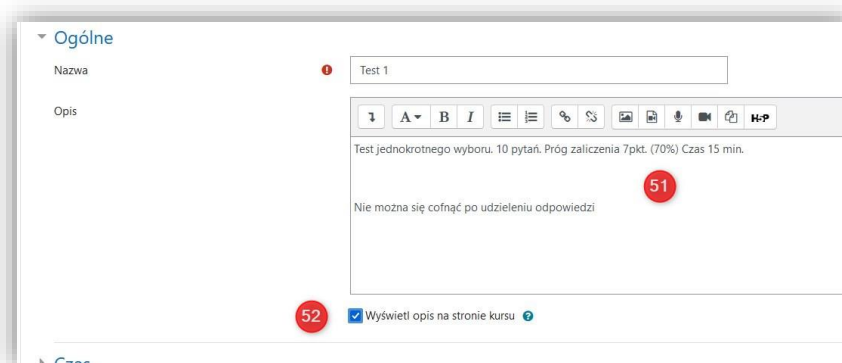 Ogólne
Nazwa
Test 1
Opis
A B I H-P
Test jednokrotnego wyboru. 10 pytań. Próg zaliczenia 7pkt. (70%) Czas 15 min.
51
Nie można się cofnąć po udzieleniu odpowiedzi
52 Wyświetl opis na stronie kursu
Czas